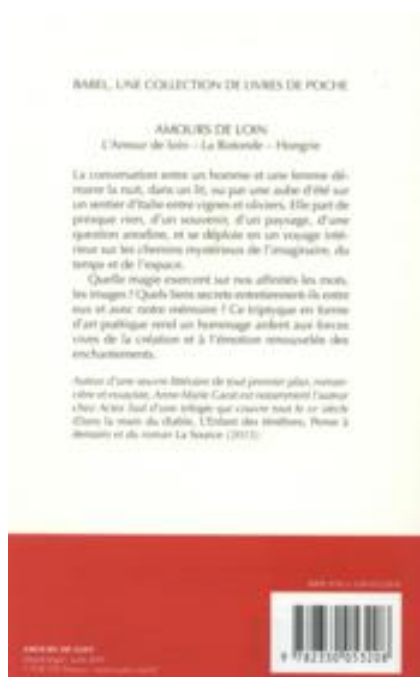 BABEL, UNE COLLECTION DE LIVRES DE POCHE
AMOURS DE LOIN
L'Amour de loin – La Rotonde – Hongrie
La conversation entre un homme et une femme dé-
marre la nuit, dans un lit, ou par une aube d'été sur
un sentier d'Italie entre vignes et oliviers. Elle part de
presque rien, d'un souvenir, d'un paysage, d'une
question anodine, et se déploie en un voyage inté-
rieur sur les chemins mystérieux de l'imaginaire, du
temps et de l'espace.
Quelle magie exercent sur nos affinités les mots,
les images ? Quels liens secrets entretiennent-ils entre
eux et avec notre mémoire ? Ce triptyque en forme
d'art poétique rend un hommage ardent aux forces
vives de la création et à l'émotion renouvelée des
enchantements.
Auteur d'une œuvre littéraire de tout premier plan, roman-
cière et essayiste, Anne-Marie Garat est notamment l'auteur
chez Actes Sud d'une trilogie qui couvre tout le XXe siècle
(Dans la main du diable, L'Enfant des ténèbres, Pense à
demain) et du roman La Source (2015).
AMOURS DE LOIN
9 782330 053208